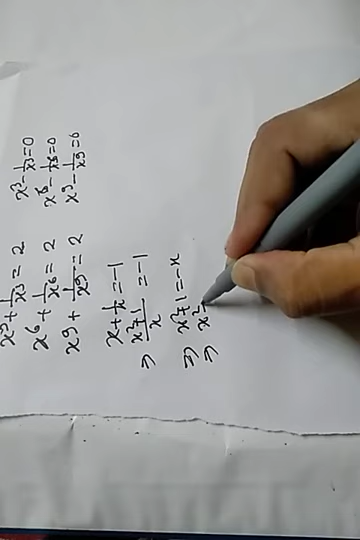 x³ + 1/x³ = 2    x³ - 1/x³ = 0
x⁶ + 1/x⁶ = 2    x⁶ - 1/x⁶ = 0
x⁹ + 1/x⁹ = 2    x⁹ - 1/x⁹ = 0
x + 1/x = -1
⇒ (x² + 1)/x = -1
⇒ x² + 1 = -x
⇒ x²